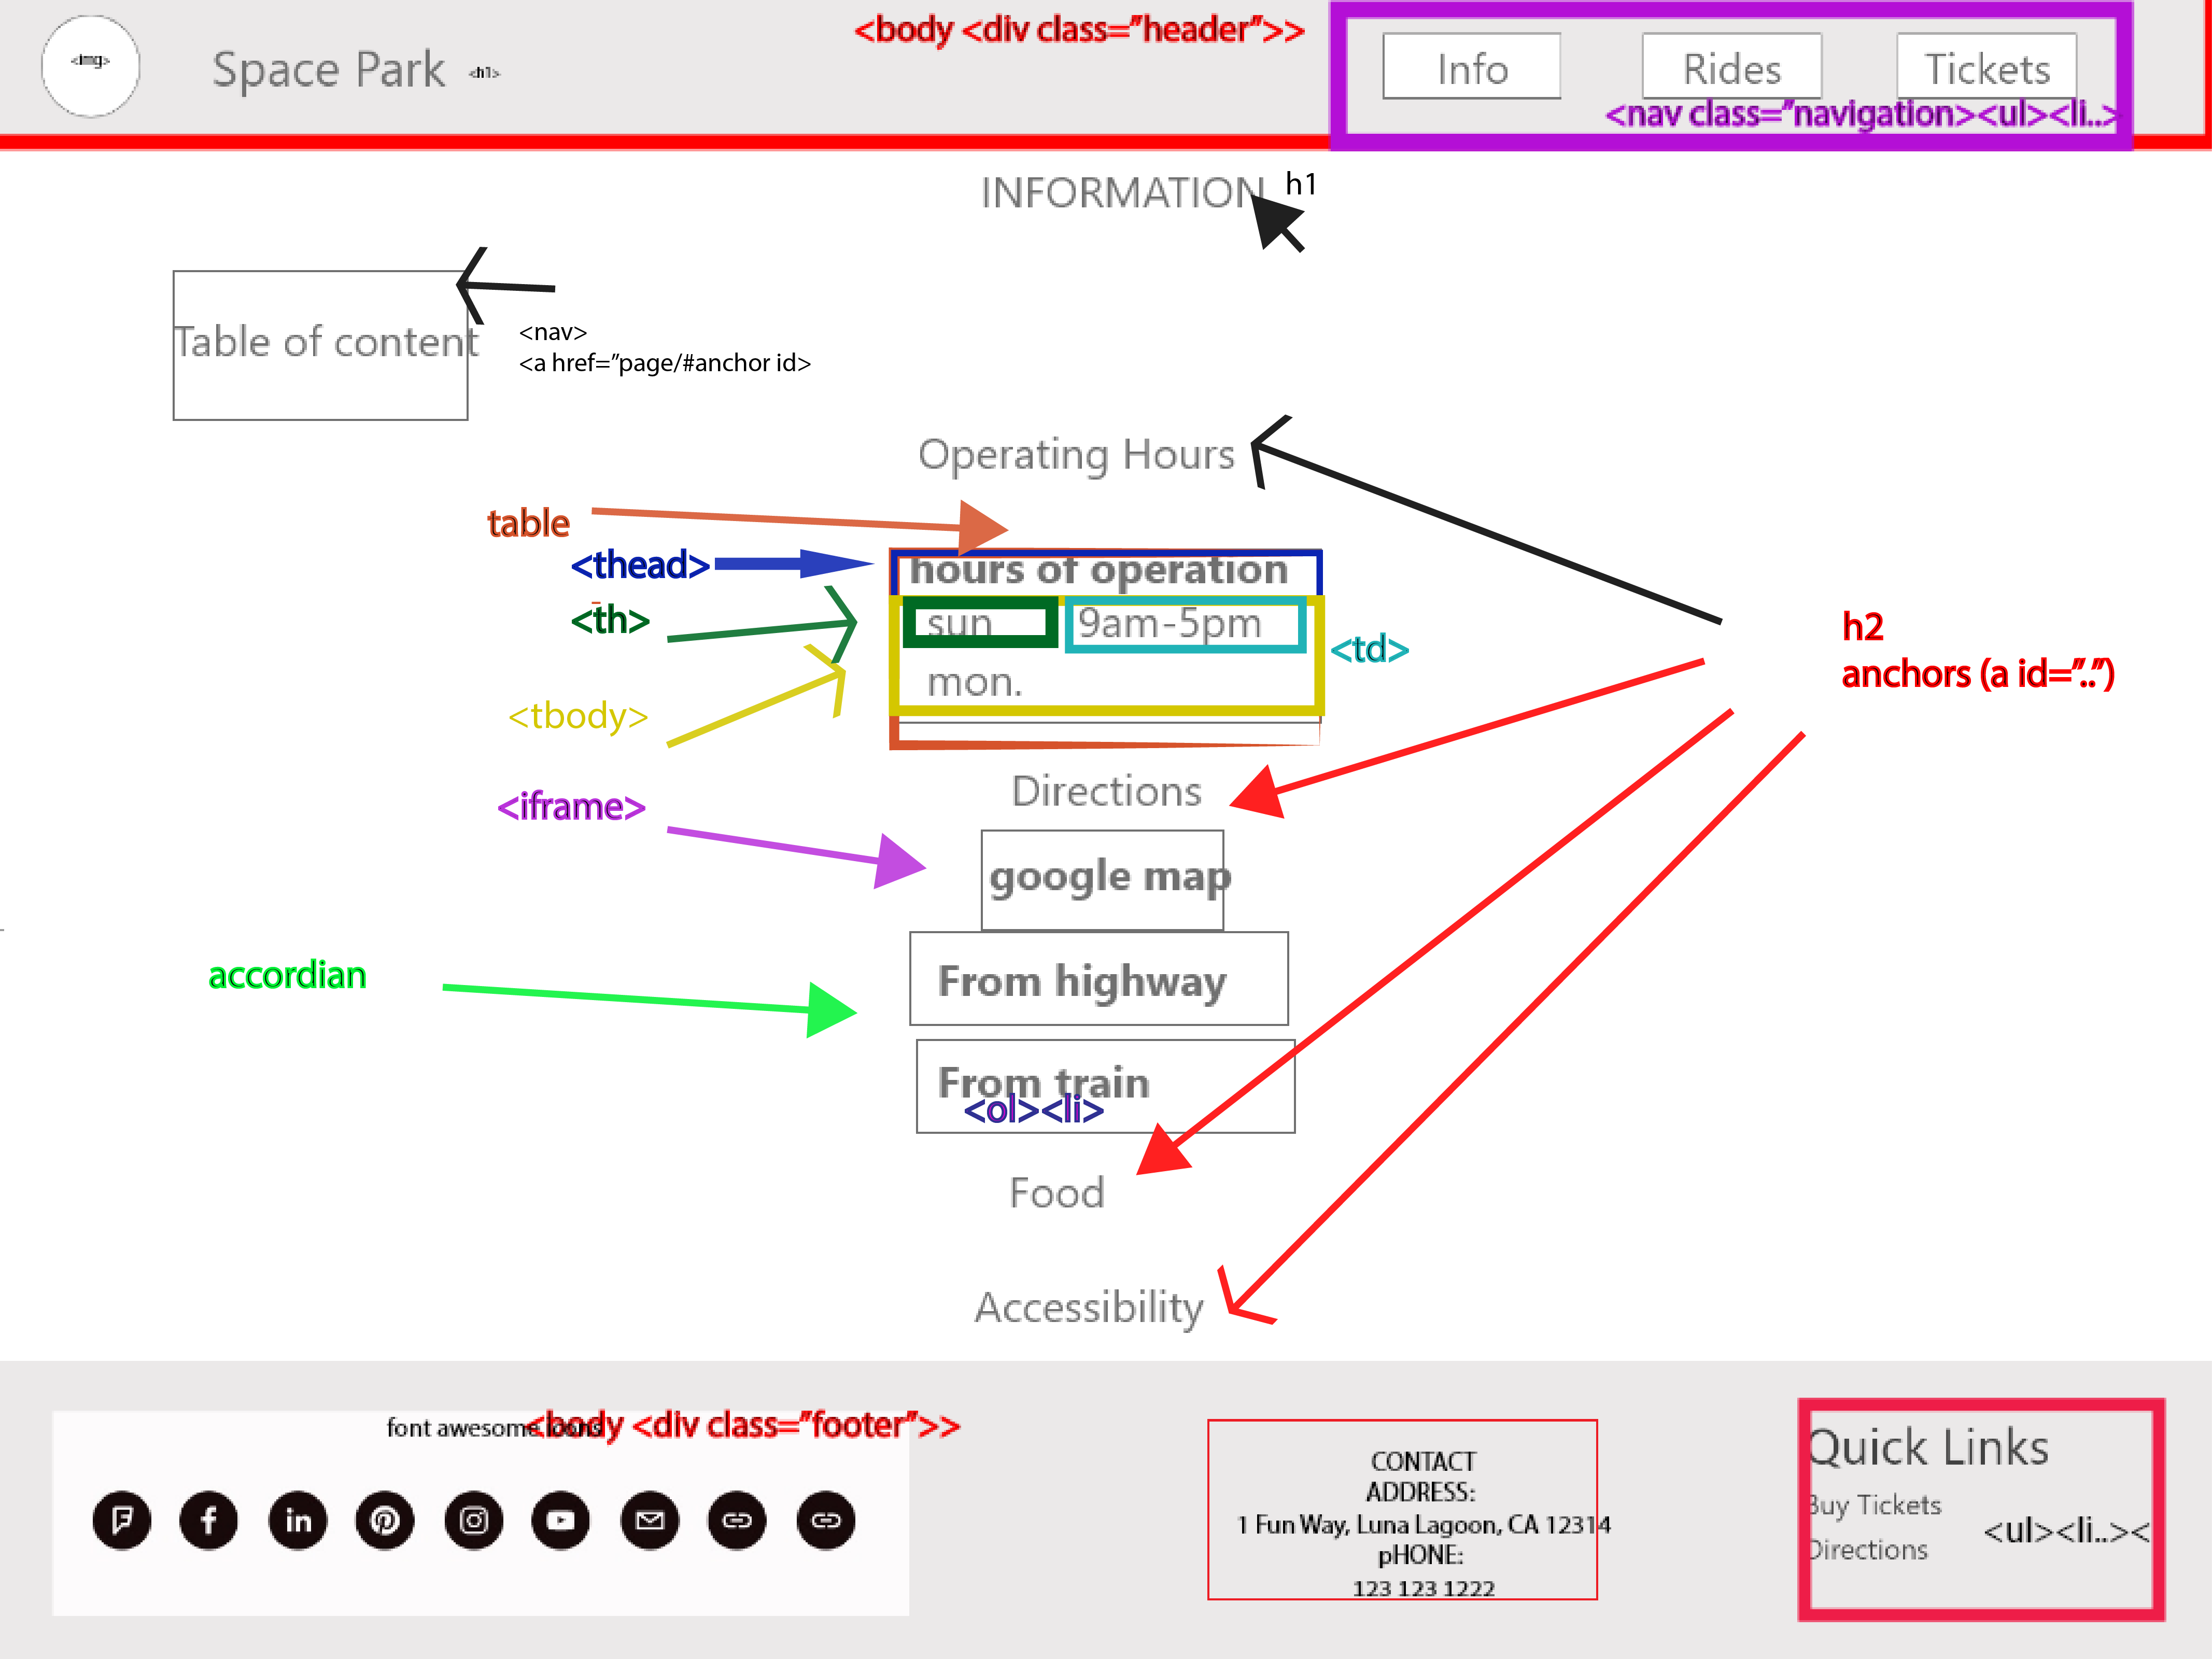 <body <div class="header">>
<img>
Space Park <h1>
Info
Rides
Tickets
<nav class="navigation><ul><li..>
INFORMATION
h1
Table of content
<nav>
<a href="page/#anchor id>
Operating Hours
table
<thead>
hours of operation
<th>
sun
9am-5pm
<td>
h2
anchors (a id="..")
mon.
<tbody>
Directions
<iframe>
google map
accordian
From highway
From train
<ol><li>
Food
Accessibility
font awesome icons
<body <div class="footer">>
CONTACT
ADDRESS:
1 Fun Way, Luna Lagoon, CA 12314
pHONE:
123 123 1222
Quick Links
Buy Tickets
Directions
<ul><li..><